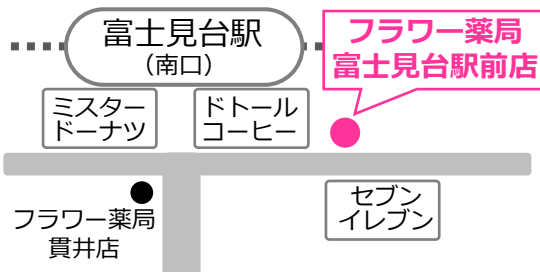 富士見台駅
（南口）
フラワー薬局
富士見台駅前店
ミスター
ドーナツ
ドトール
コーヒー
フラワー薬局
貫井店
セブン
イレブン